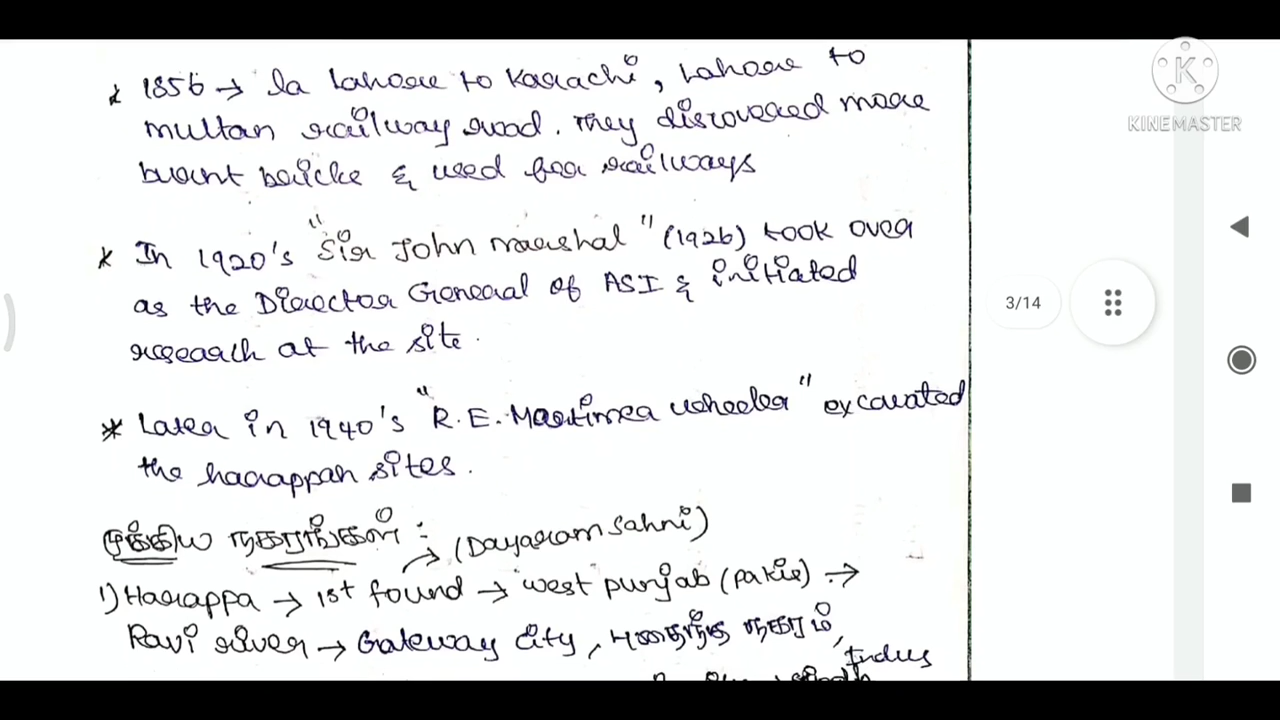 * 1856 → In Lahore to Karachi, Lahore to
multan railway road. They discovered more
burnt bricks & used for railways
* In 1920's "Sir John marshal" (1926) took over
as the Director General of ASI & initiated
research at the site.
* Later in 1940's "R.E. Mortimer wheeler" excavated
the harappan sites.
முக்கிய நகரங்கள் :
→ (Dayaram Sahni)
1) Harappa → 1st found → west punjab (pakis) →
Ravi river → Gateway city, புதைந்த நகரம்,
Indus
K
KINEMASTER
3/14